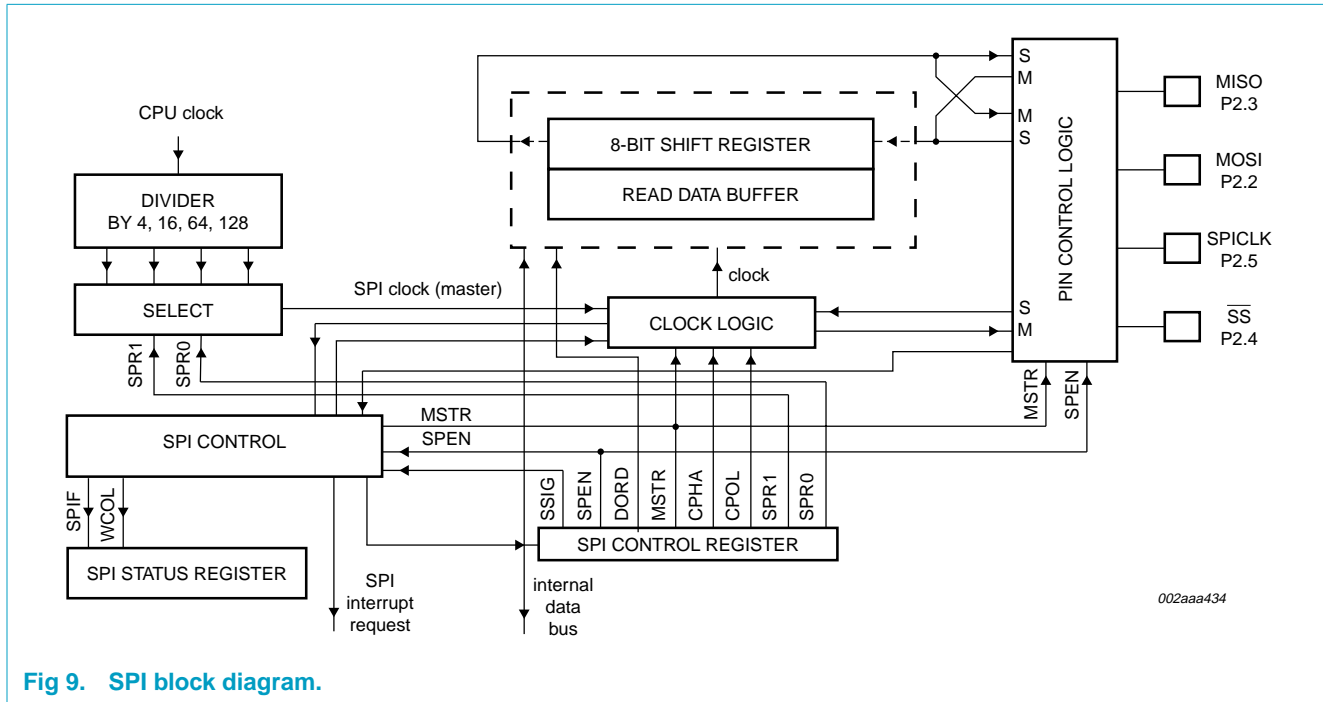 CPU clock
DIVIDER
BY 4, 16, 64, 128
SELECT
SPI clock (master)
SPR1
SPR0
8-BIT SHIFT REGISTER
READ DATA BUFFER
clock
CLOCK LOGIC
S
M
M
S
S
M
PIN CONTROL LOGIC
MISO
P2.3
MOSI
P2.2
SPICLK
P2.5
SS
P2.4
MSTR
SPEN
SPI CONTROL
MSTR
SPEN
SPIF
WCOL
SPI STATUS REGISTER
SPI
interrupt
request
SSIG
SPEN
DORD
MSTR
CPHA
CPOL
SPR1
SPR0
SPI CONTROL REGISTER
internal
data
bus
002aaa434
Fig 9. SPI block diagram.